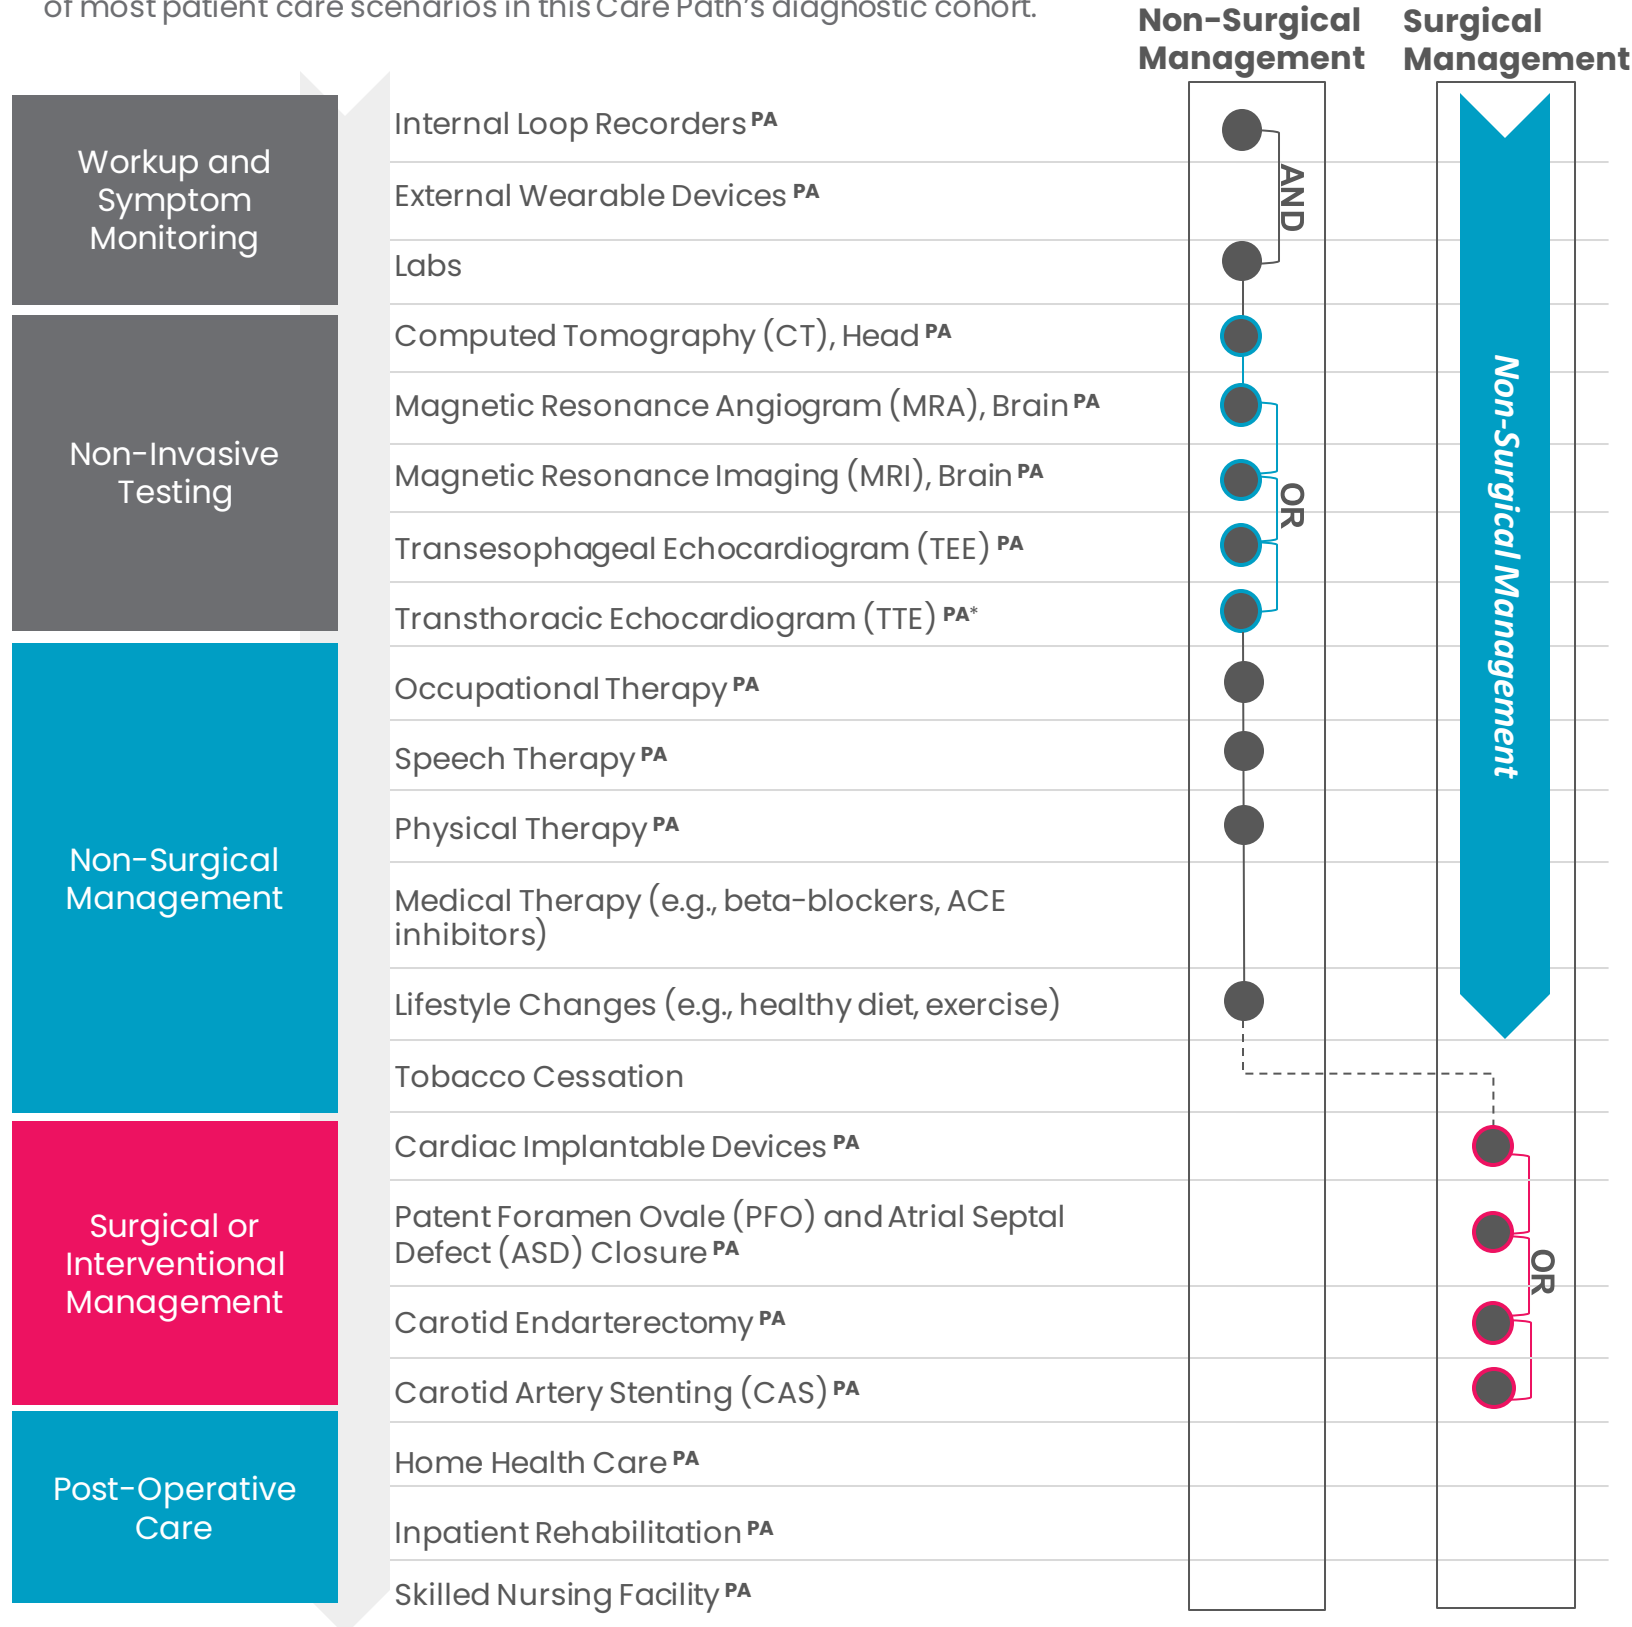 of most patient care scenarios in this Care Path's diagnostic cohort.
Non-Surgical
Management
Surgical
Management
Workup and
Symptom
Monitoring
Internal Loop Recorders PA
External Wearable Devices PA
Labs
AND
Non-Invasive
Testing
Computed Tomography (CT), Head PA
Magnetic Resonance Angiogram (MRA), Brain PA
Magnetic Resonance Imaging (MRI), Brain PA
Transesophageal Echocardiogram (TEE) PA
Transthoracic Echocardiogram (TTE) PA*
OR
Non-Surgical Management
Non-Surgical
Management
Occupational Therapy PA
Speech Therapy PA
Physical Therapy PA
Medical Therapy (e.g., beta-blockers, ACE
inhibitors)
Lifestyle Changes (e.g., healthy diet, exercise)
Tobacco Cessation
Surgical or
Interventional
Management
Cardiac Implantable Devices PA
Patent Foramen Ovale (PFO) and Atrial Septal
Defect (ASD) Closure PA
Carotid Endarterectomy PA
Carotid Artery Stenting (CAS) PA
OR
Post-Operative
Care
Home Health Care PA
Inpatient Rehabilitation PA
Skilled Nursing Facility PA